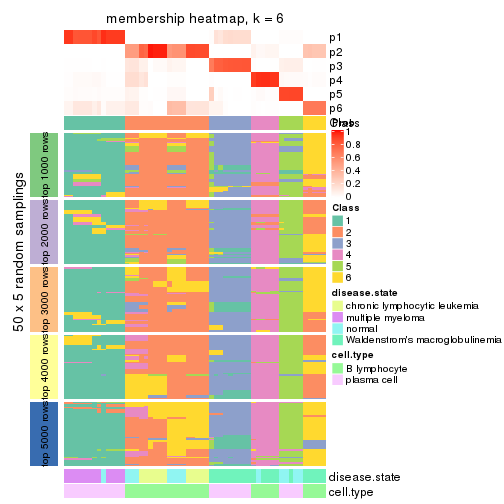 membership heatmap, k = 6
p1
p2
p3
p4
p5
p6
Class
Prob
1
0.8
0.6
0.4
0.2
0
Class
1
2
3
4
5
6
disease.state
chronic lymphocytic leukemia
multiple myeloma
normal
Waldenstrom's macroglobulinemia
cell.type
B lymphocyte
plasma cell
50 x 5 random samplings
top 1000 rows
top 2000 rows
top 3000 rows
top 4000 rows
top 5000 rows
disease.state
cell.type